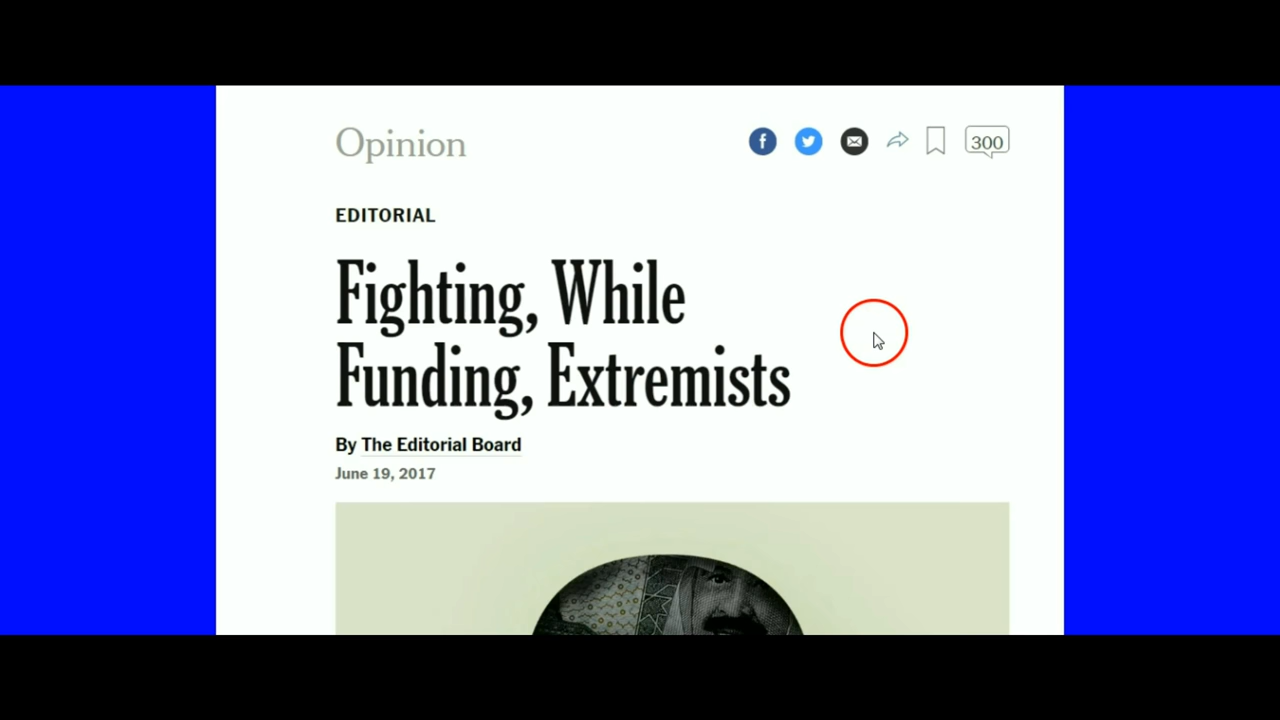 Opinion
300
EDITORIAL
Fighting, While
Funding, Extremists
By The Editorial Board
June 19, 2017